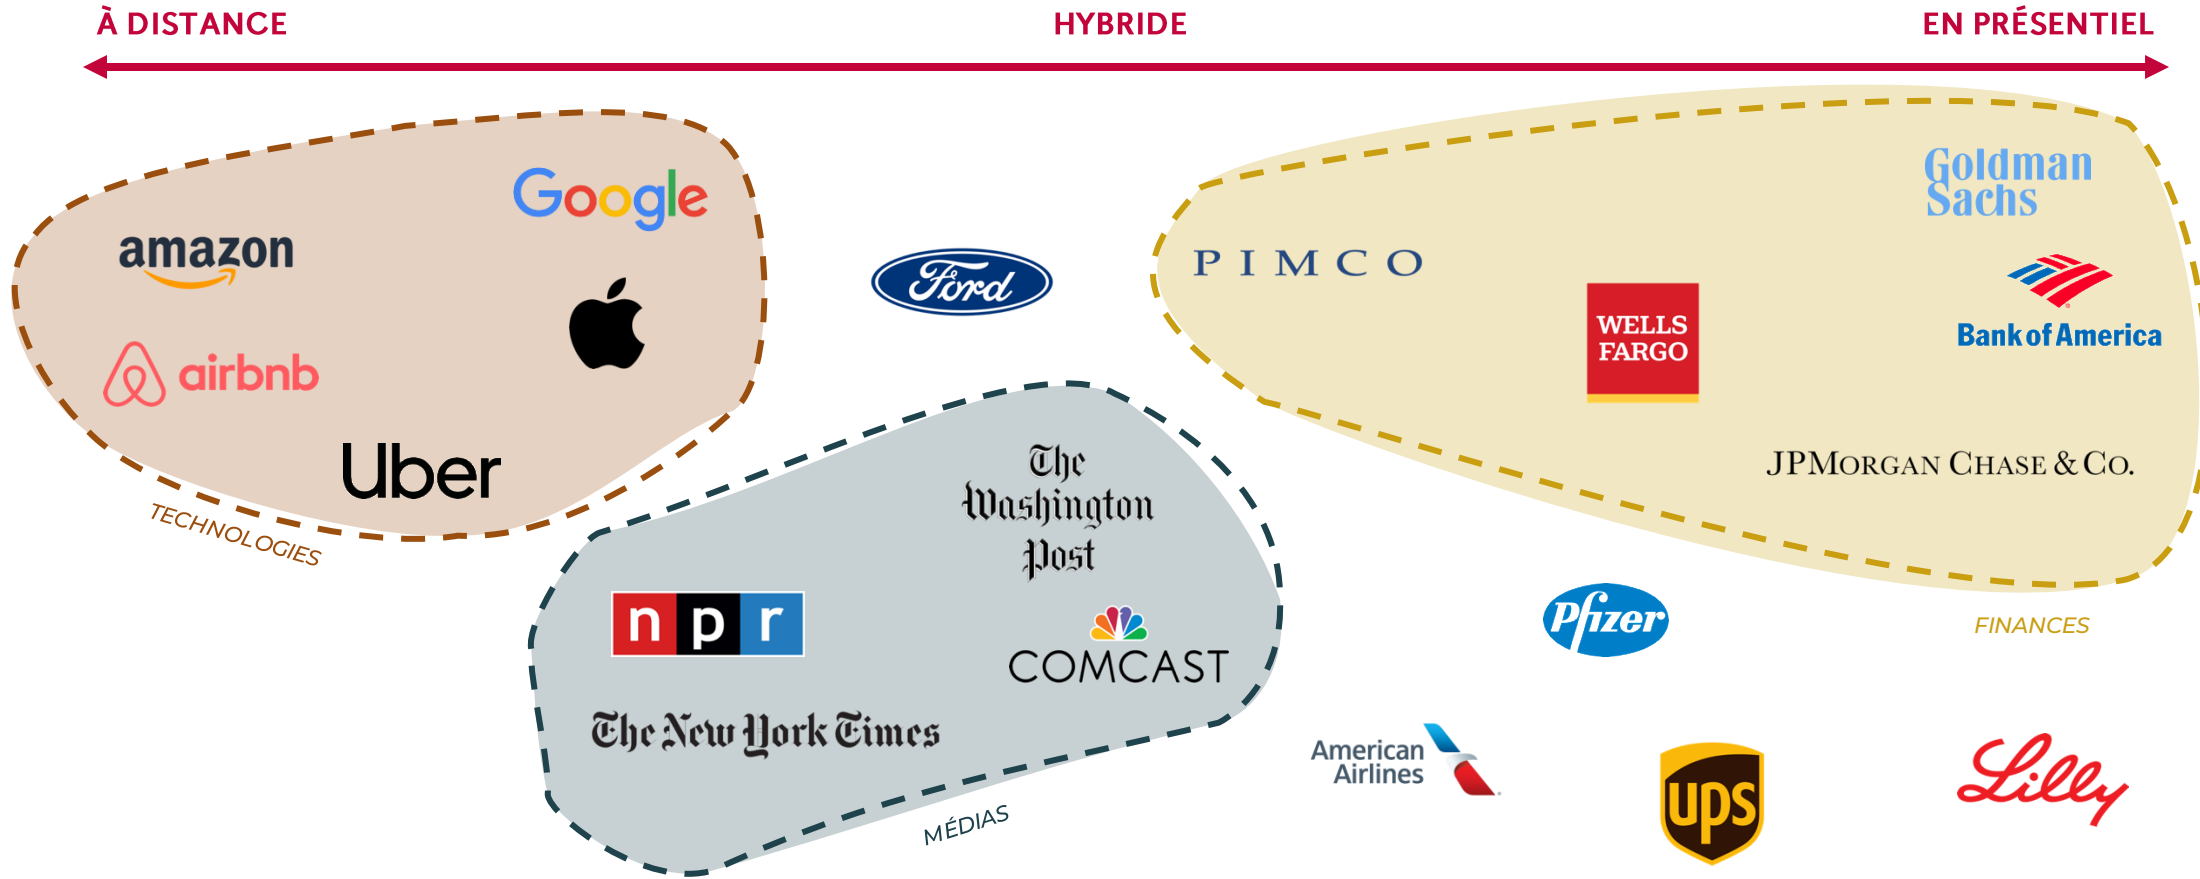 À DISTANCE
HYBRIDE
EN PRÉSENTIEL
Google
amazon
airbnb
Uber
TECHNOLOGIES
Ford
PIMCO
WELLS
FARGO
Goldman
Sachs
Bank of America
JPMORGAN CHASE & CO.
FINANCES
The
Washington
Post
npr
COMCAST
The New York Times
MÉDIAS
Pfizer
American
Airlines
ups
Lilly